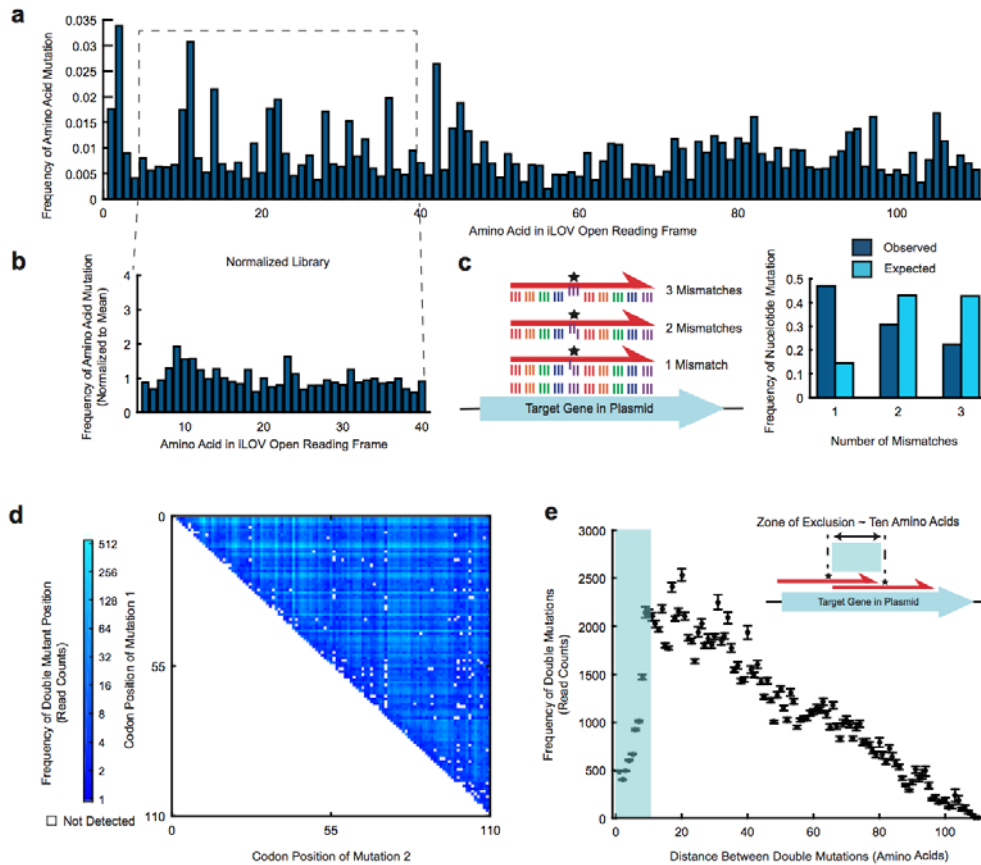 a
Frequency of Amino Acid Mutation
0.035
0.03
0.025
0.02
0.015
0.01
0.005
0
0 20 40 60 80 100
Amino Acid in iLOV Open Reading Frame
b
Normalized Library
Frequency of Amino Acid Mutation
(Normalized to Mean)
4
3
2
1
0
10 20 30 40
Amino Acid in iLOV Open Reading Frame
c
3 Mismatches
2 Mismatches
1 Mismatch
Target Gene in Plasmid
Observed
Expected
Frequency of Nucleotide Mutation
0.5
0.4
0.3
0.2
0.1
0
1 2 3
Number of Mismatches
d
Frequency of Double Mutant Position
(Read Counts)
512
256
128
64
32
16
8
4
2
1
Not Detected
Codon Position of Mutation 1
0
55
110
0 55 110
Codon Position of Mutation 2
e
Zone of Exclusion ~ Ten Amino Acids
Target Gene in Plasmid
Frequency of Double Mutations
(Read Counts)
3000
2500
2000
1500
1000
500
0
0 20 40 60 80 100
Distance Between Double Mutations (Amino Acids)